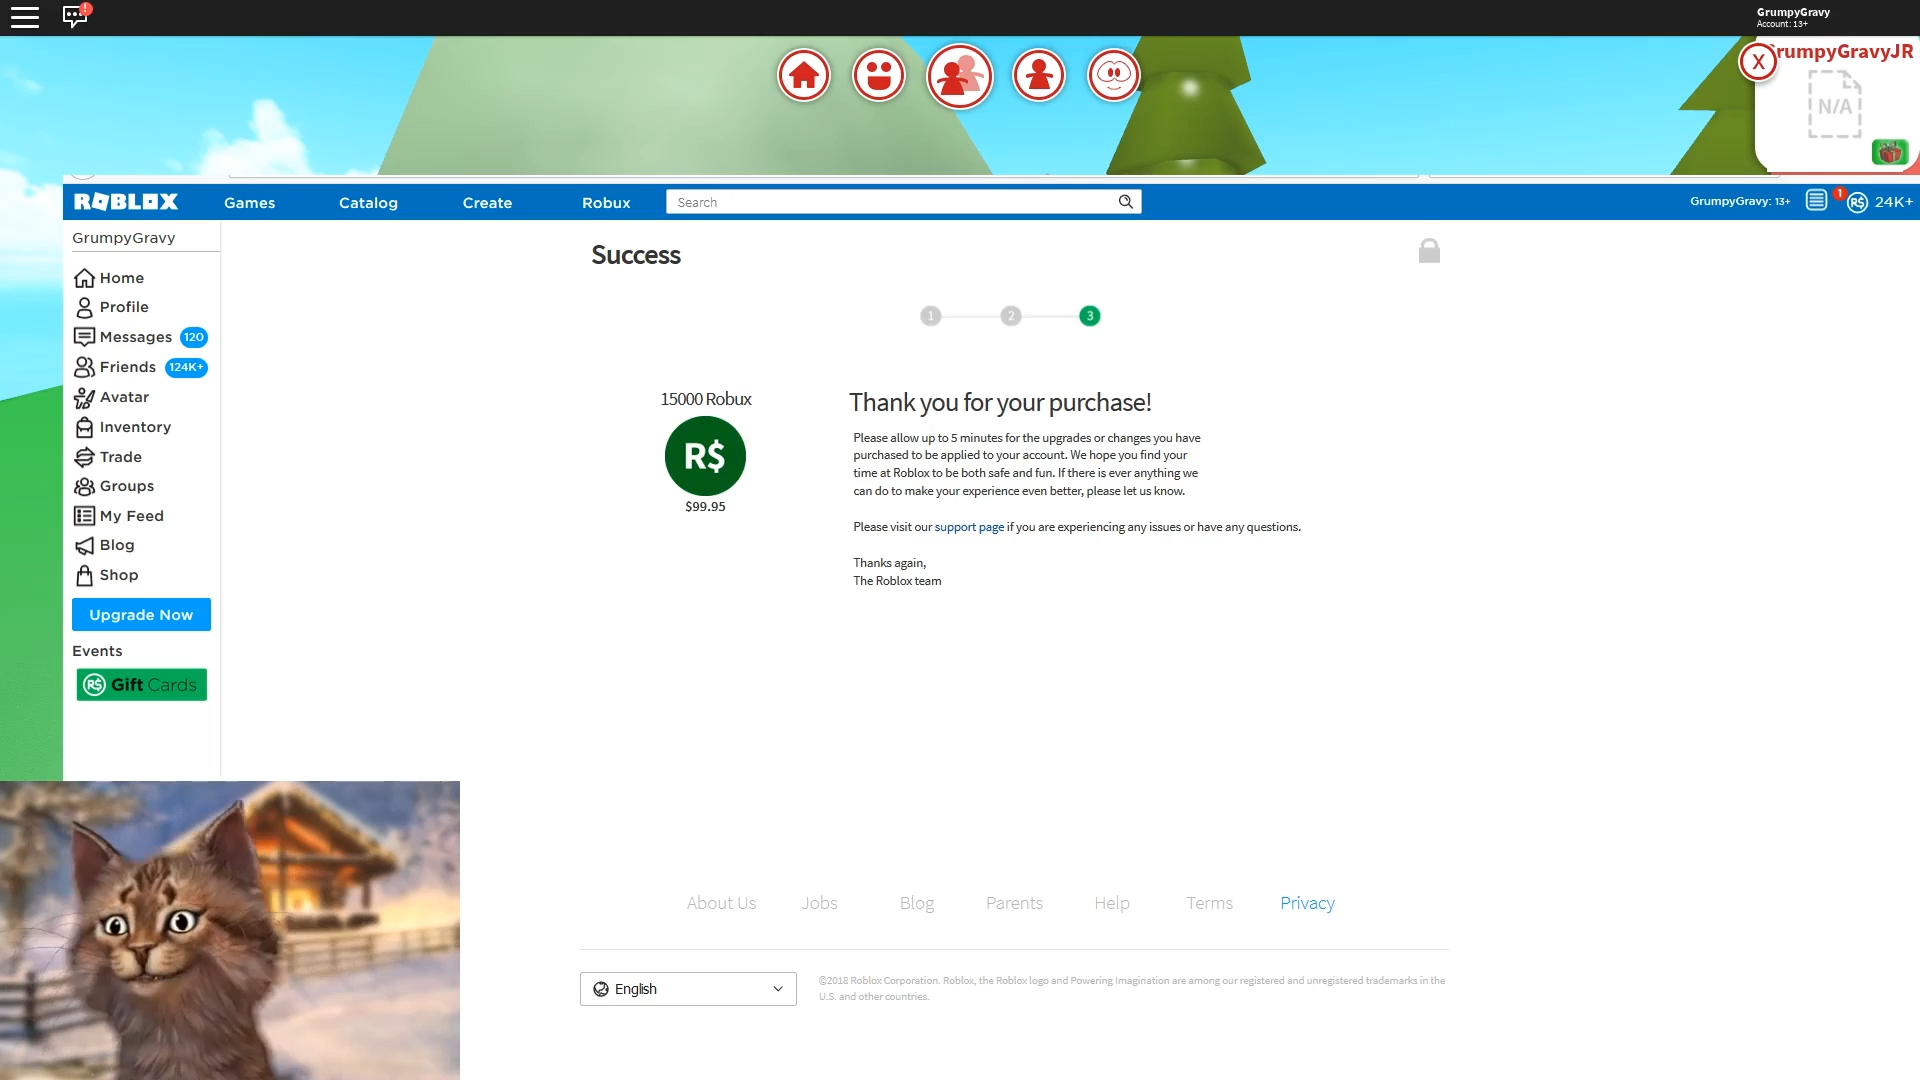 GrumpyGravy
Account: 13+
rumpyGravyJR
X
N/A
ROBLOX
Games
Catalog
Create
Robux
Search
GrumpyGravy: 13+
1
R$
24K+
GrumpyGravy
Home
Profile
Messages 120
Friends 124K+
Avatar
Inventory
Trade
Groups
My Feed
Blog
Shop
Upgrade Now
Events
R$ Gift Cards
Success
1 2 3
15000 Robux
R$
$99.95
Thank you for your purchase!
Please allow up to 5 minutes for the upgrades or changes you have
purchased to be applied to your account. We hope you find your
time at Roblox to be both safe and fun. If there is ever anything we
can do to make your experience even better, please let us know.
Please visit our support page if you are experiencing any issues or have any questions.
Thanks again,
The Roblox team
About Us
Jobs
Blog
Parents
Help
Terms
Privacy
English
©2018 Roblox Corporation. Roblox, the Roblox logo and Powering Imagination are among our registered and unregistered trademarks in the
U.S. and other countries.